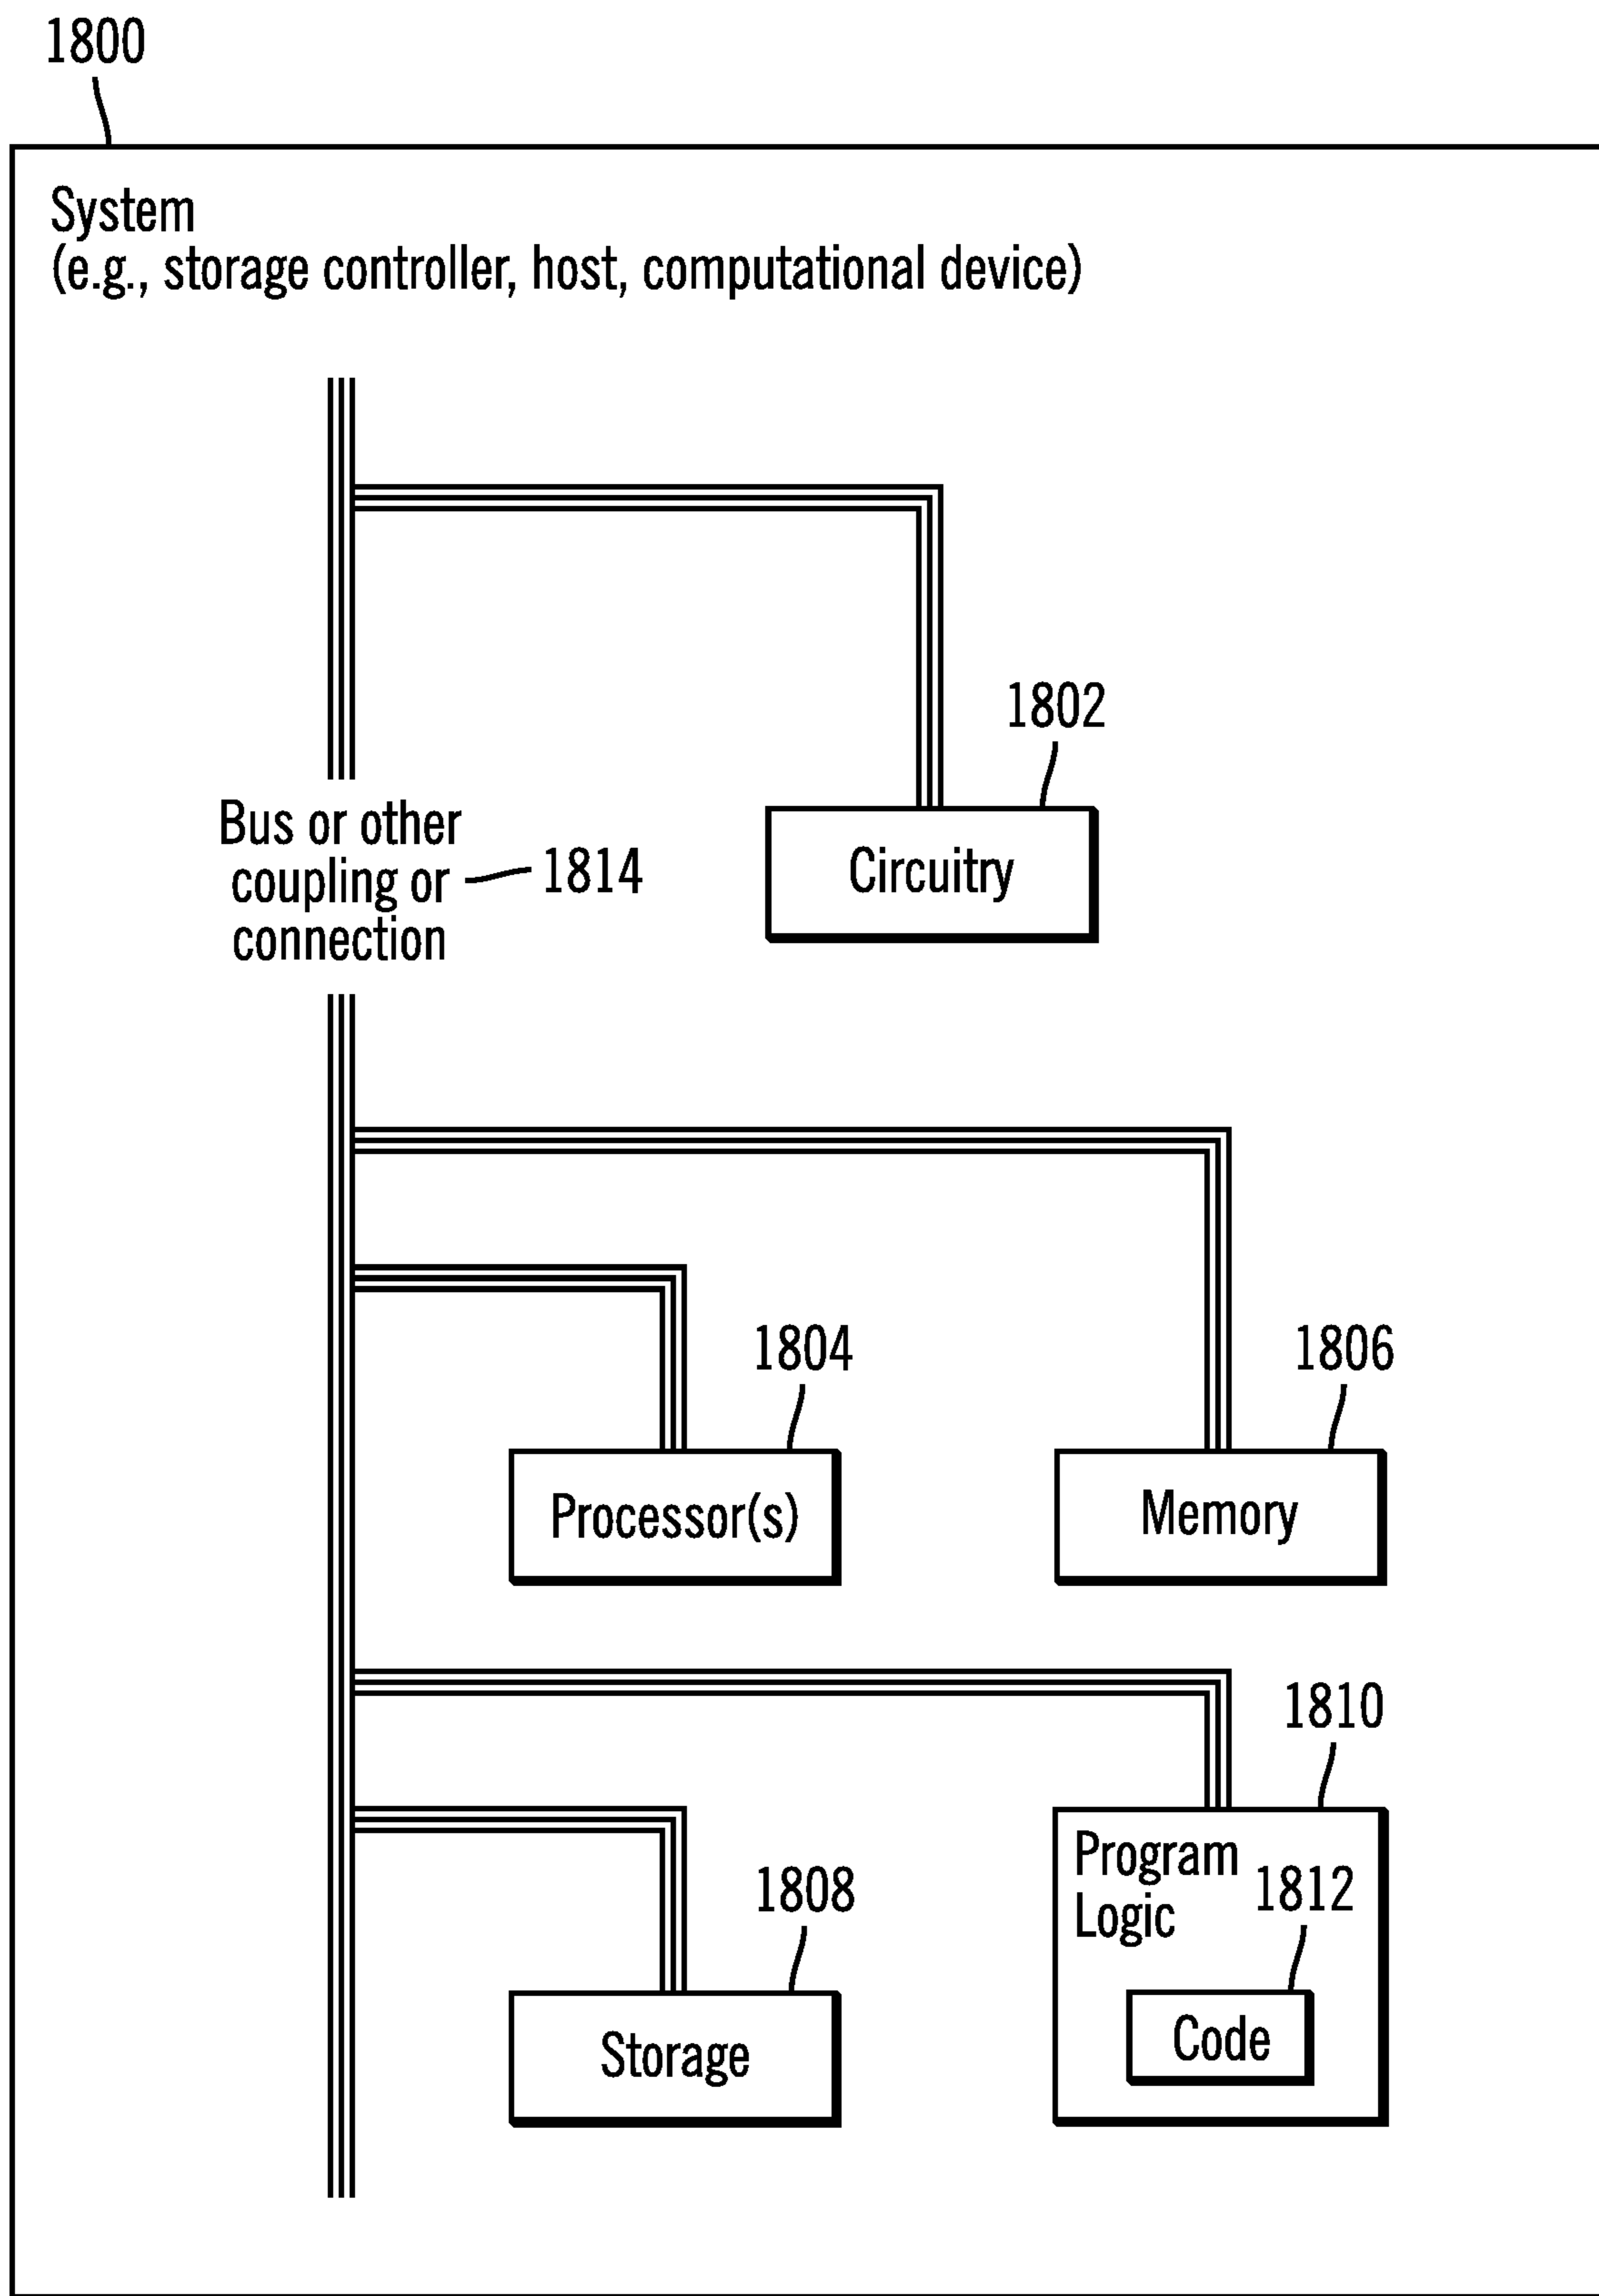 1800
System
(e.g., storage controller, host, computational device)
1802
Bus or other
coupling or
connection
1814
Circuitry
1804
1806
Processor(s)
Memory
1810
Program
Logic
1808
1812
Storage
Code